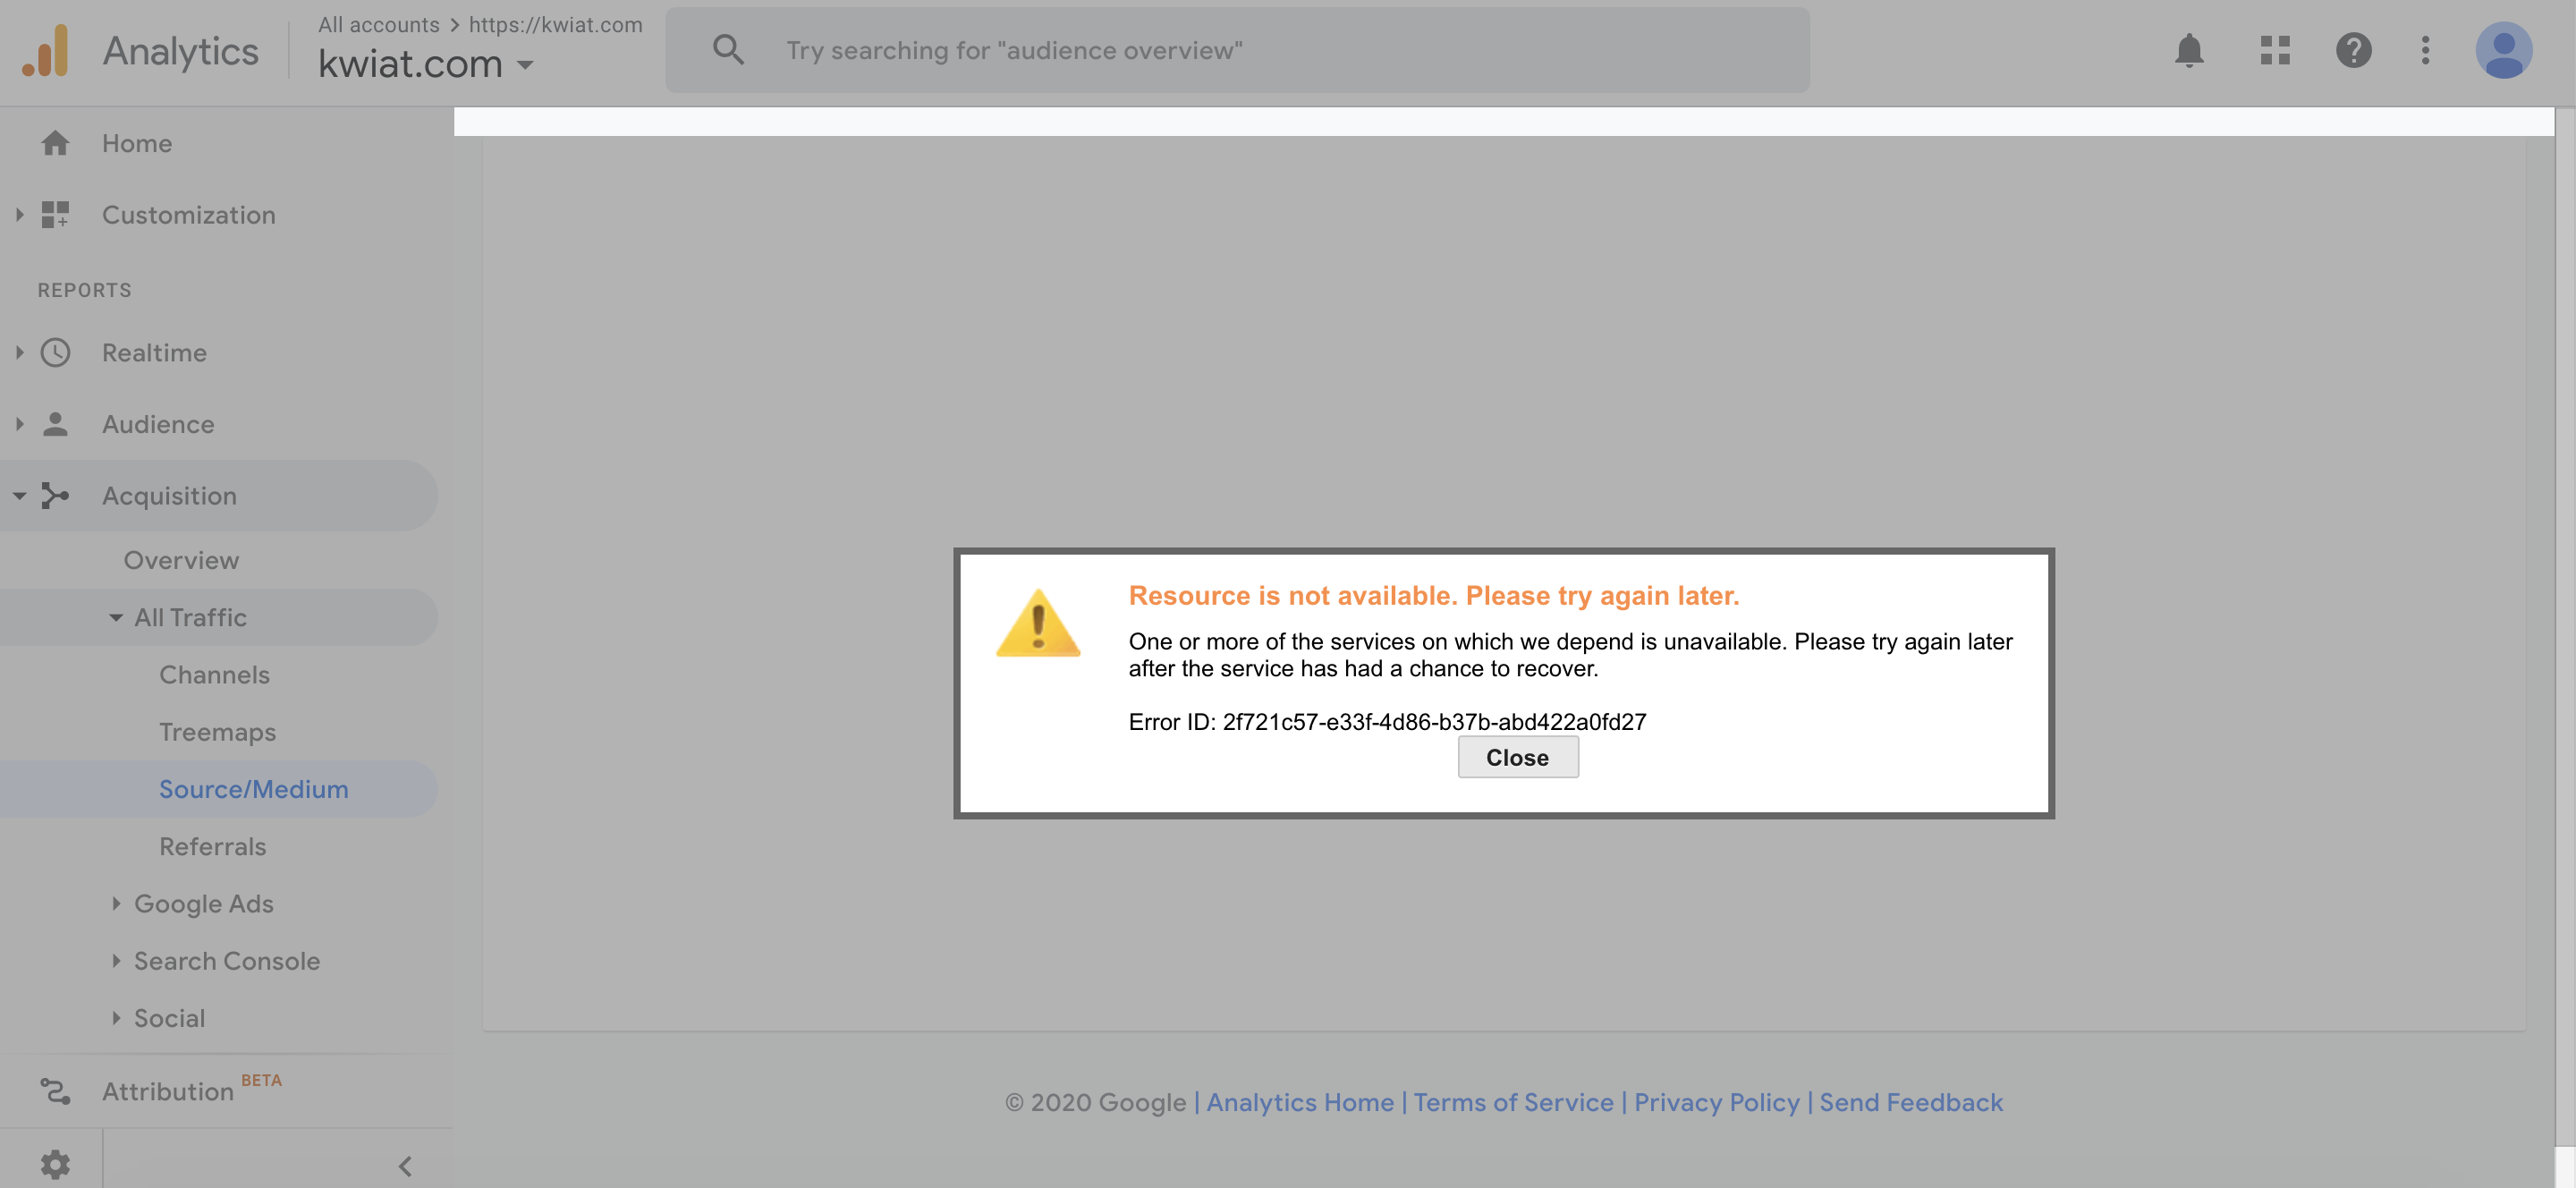 Analytics
All accounts > https://kwiat.com
kwiat.com
Try searching for "audience overview"
Home
Customization
REPORTS
Realtime
Audience
Acquisition
Overview
All Traffic
Channels
Treemaps
Source/Medium
Referrals
Google Ads
Search Console
Social
Attribution BETA
Resource is not available. Please try again later.
One or more of the services on which we depend is unavailable. Please try again later
after the service has had a chance to recover.
Error ID: 2f721c57-e33f-4d86-b37b-abd422a0fd27
Close
© 2020 Google | Analytics Home | Terms of Service | Privacy Policy | Send Feedback